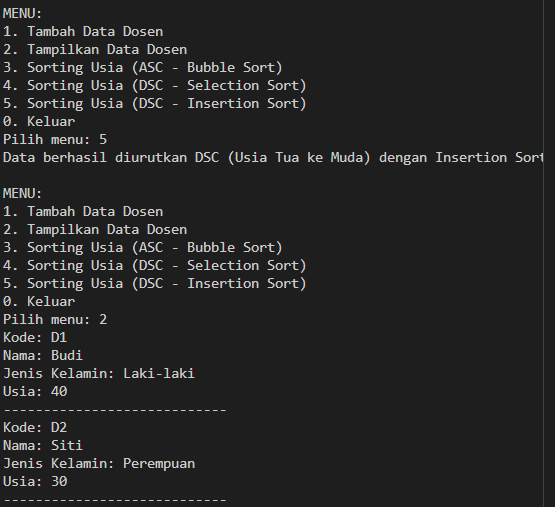 MENU:
1. Tambah Data Dosen
2. Tampilkan Data Dosen
3. Sorting Usia (ASC - Bubble Sort)
4. Sorting Usia (DSC - Selection Sort)
5. Sorting Usia (DSC - Insertion Sort)
0. Keluar
Pilih menu: 5
Data berhasil diurutkan DSC (Usia Tua ke Muda) dengan Insertion Sort
MENU:
1. Tambah Data Dosen
2. Tampilkan Data Dosen
3. Sorting Usia (ASC - Bubble Sort)
4. Sorting Usia (DSC - Selection Sort)
5. Sorting Usia (DSC - Insertion Sort)
0. Keluar
Pilih menu: 2
Kode: D1
Nama: Budi
Jenis Kelamin: Laki-laki
Usia: 40
----------------------------
Kode: D2
Nama: Siti
Jenis Kelamin: Perempuan
Usia: 30
----------------------------